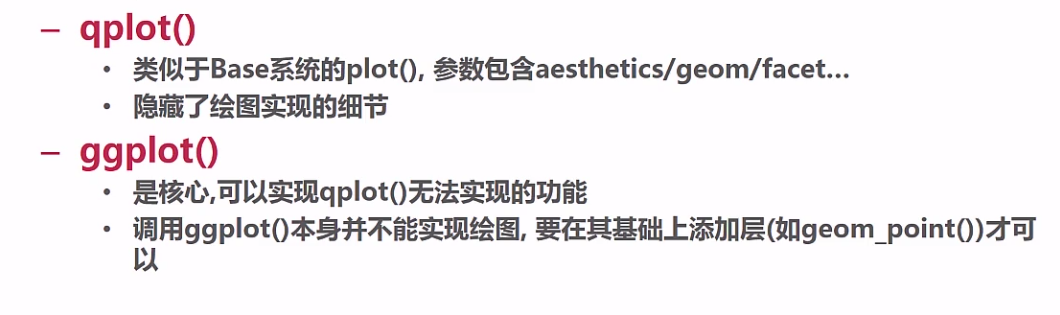 – qplot()
• 类似于Base系统的plot(), 参数包含aesthetics/geom/facet...
• 隐藏了绘图实现的细节
– ggplot()
• 是核心,可以实现qplot()无法实现的功能
• 调用ggplot()本身并不能实现绘图, 要在其基础上添加层(如geom_point())才可
以